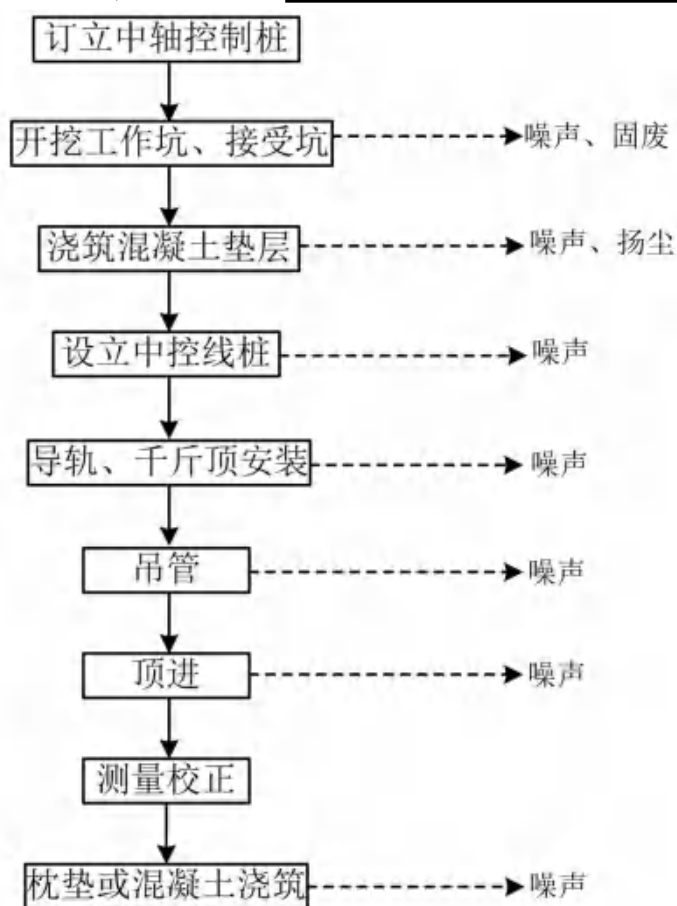 订立中轴控制桩
开挖工作坑、接受坑
噪声、固废
浇筑混凝土垫层
噪声、扬尘
设立中控线桩
噪声
导轨、千斤顶安装
噪声
吊管
噪声
顶进
噪声
测量校正
枕垫或混凝土浇筑
噪声